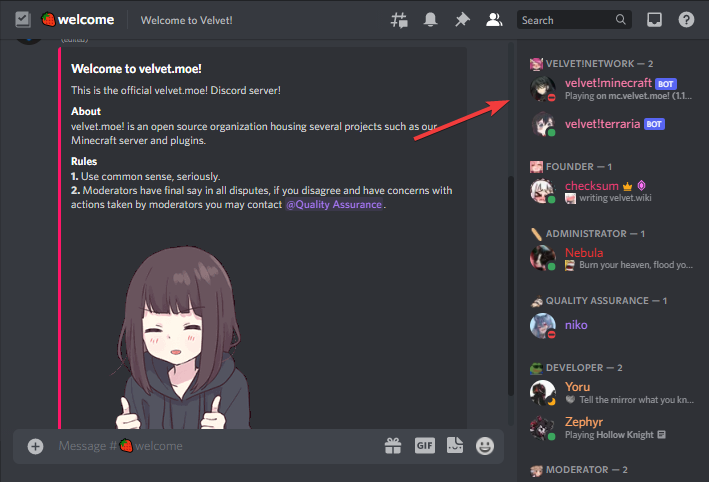 welcome
Welcome to Velvet!
Search
(edited)
Welcome to velvet.moe!
This is the official velvet.moe! Discord server!
About
velvet.moe! is an open source organization housing several projects such as our
Minecraft server and plugins.
Rules
1. Use common sense, seriously.
2. Moderators have final say in all disputes, if you disagree and have concerns with
actions taken by moderators you may contact @Quality Assurance.
Message #🍓welcome
GIF
VELVET!NETWORK — 2
velvet!minecraft BOT
Playing on mc.velvet.moe! (1.1...
velvet!terraria BOT
FOUNDER — 1
checksum
writing velvet.wiki
ADMINISTRATOR — 1
Nebula
Burn your heaven, flood yo...
QUALITY ASSURANCE — 1
niko
DEVELOPER — 2
Yoru
Tell the mirror what you kn...
Zephyr
Playing Hollow Knight
MODERATOR — 2